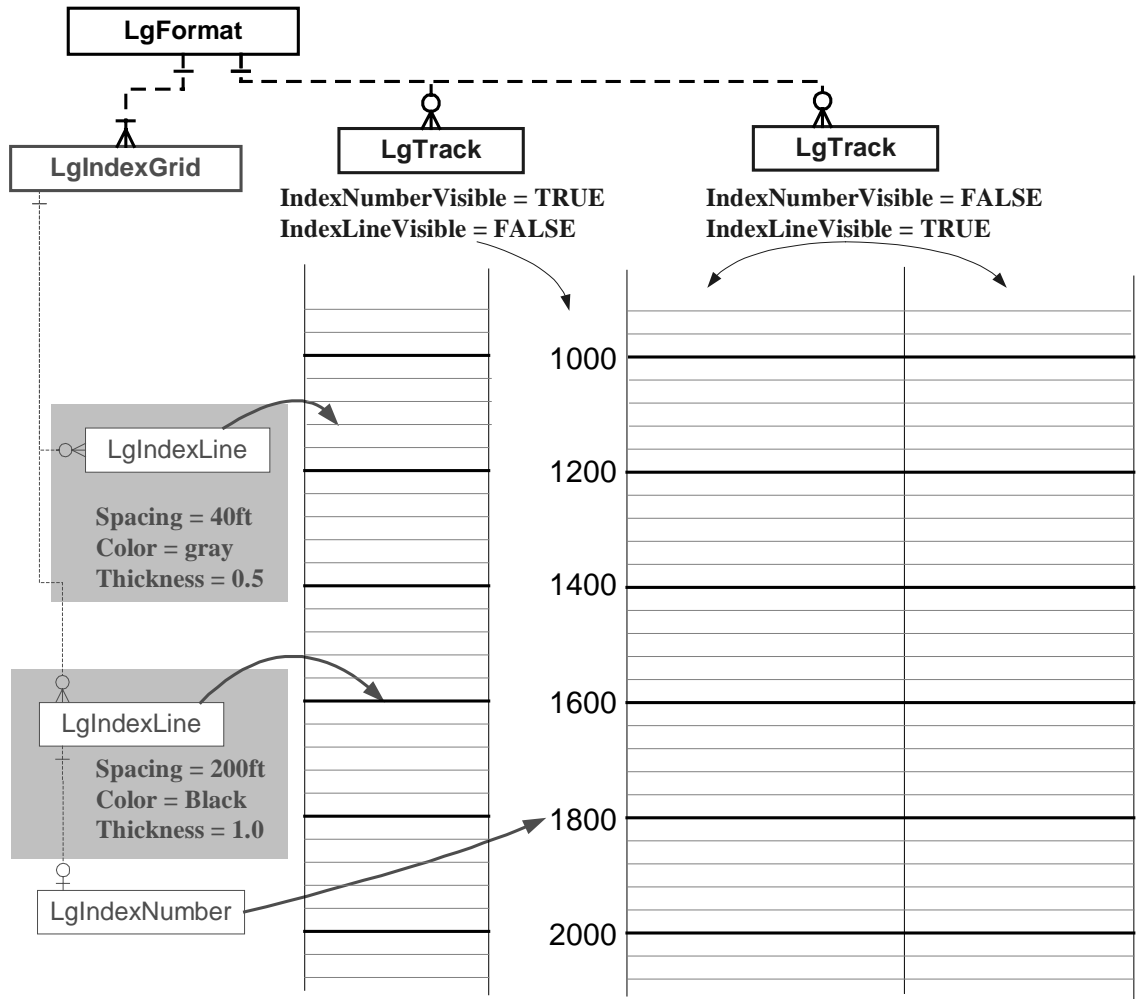 LgFormat
LgIndexGrid
LgTrack
LgTrack
IndexNumberVisible = TRUE
IndexLineVisible = FALSE
IndexNumberVisible = FALSE
IndexLineVisible = TRUE
LgIndexLine
Spacing = 40ft
Color = gray
Thickness = 0.5
LgIndexLine
Spacing = 200ft
Color = Black
Thickness = 1.0
LgIndexNumber
1000
1200
1400
1600
1800
2000